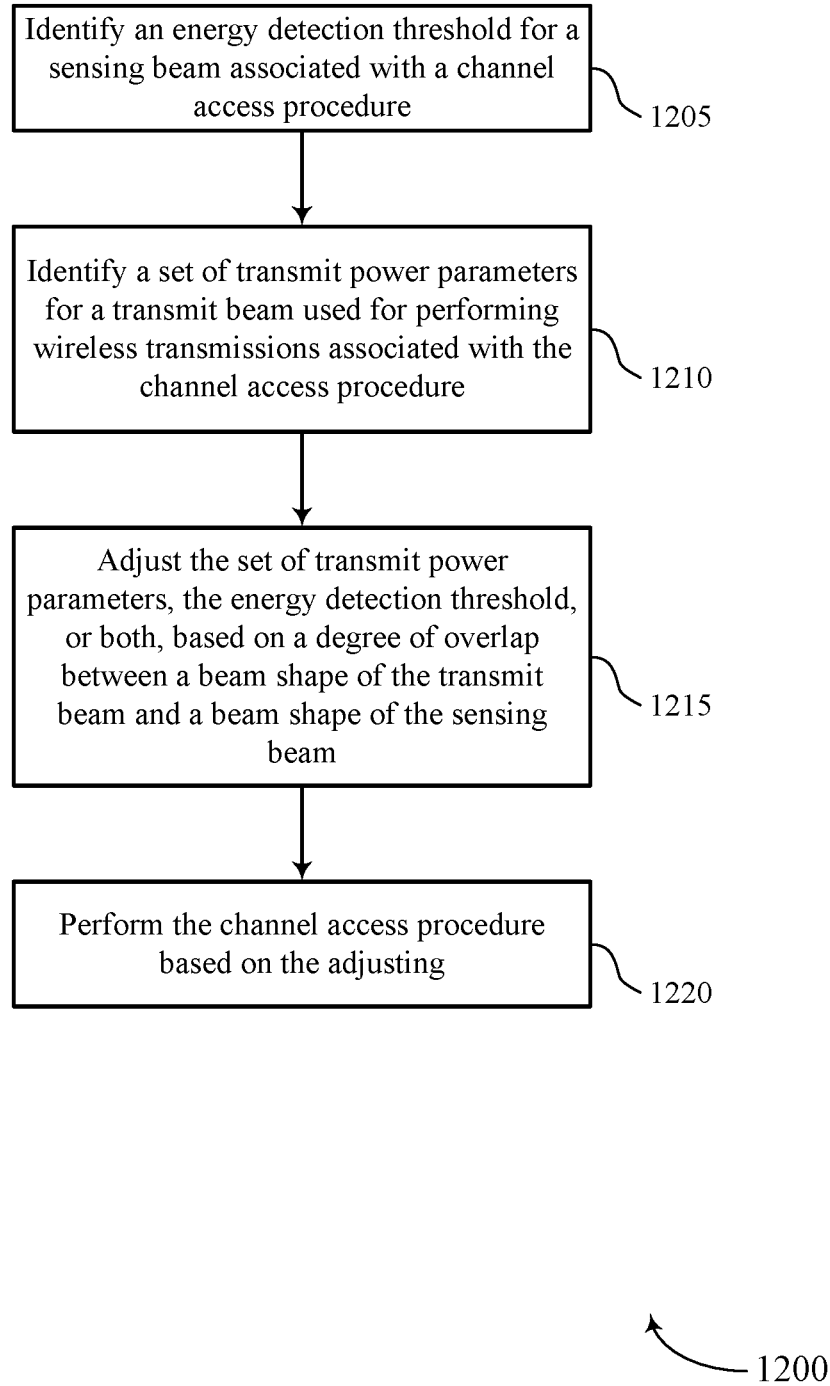 Identify an energy detection threshold for a
sensing beam associated with a channel
access procedure
1205
Identify a set of transmit power parameters
for a transmit beam used for performing
wireless transmissions associated with the
channel access procedure
1210
Adjust the set of transmit power
parameters, the energy detection threshold,
or both, based on a degree of overlap
between a beam shape of the transmit
beam and a beam shape of the sensing
beam
1215
Perform the channel access procedure
based on the adjusting
1220
1200